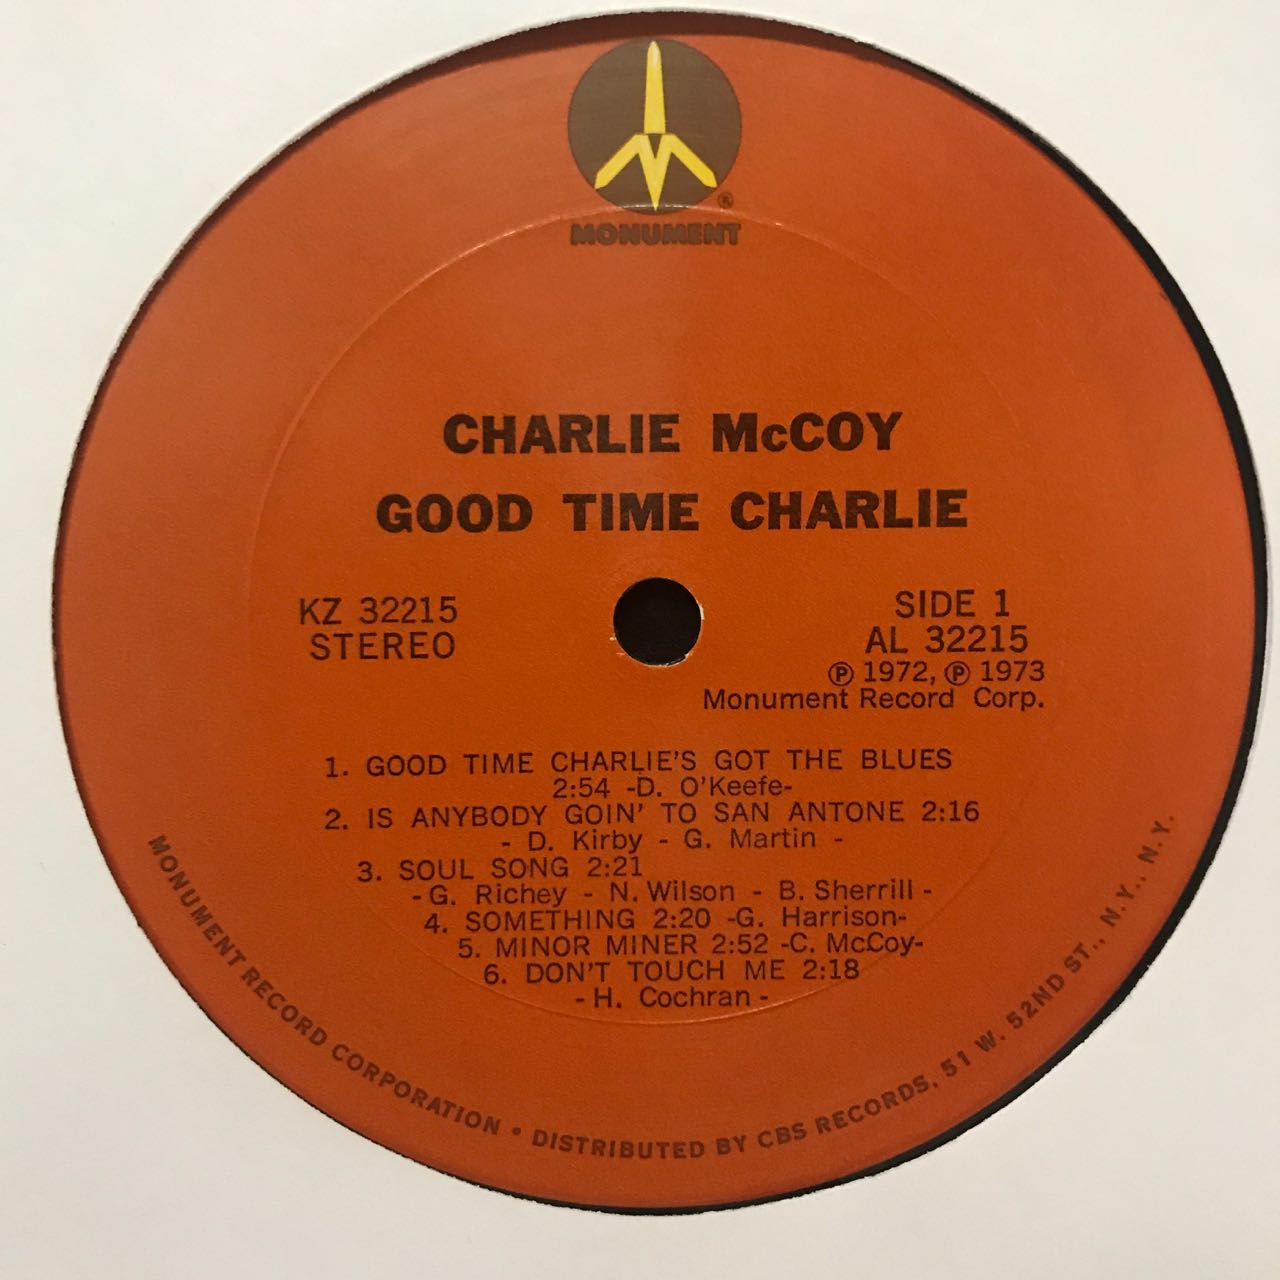 ®
MONUMENT
CHARLIE McCOY
GOOD TIME CHARLIE
KZ 32215
STEREO
SIDE 1
AL 32215
℗ 1972, ℗ 1973
Monument Record Corp.
1. GOOD TIME CHARLIE'S GOT THE BLUES
2:54 -D. O'Keefe-
2. IS ANYBODY GOIN' TO SAN ANTONE 2:16
- D. Kirby - G. Martin -
3. SOUL SONG 2:21
- G. Richey - N. Wilson - B. Sherrill -
4. SOMETHING 2:20 -G. Harrison-
5. MINOR MINER 2:52 -C. McCoy-
6. DON'T TOUCH ME 2:18
- H. Cochran -
MONUMENT RECORD CORPORATION • DISTRIBUTED BY CBS RECORDS, 51 W. 52ND ST., N.Y., N.Y.